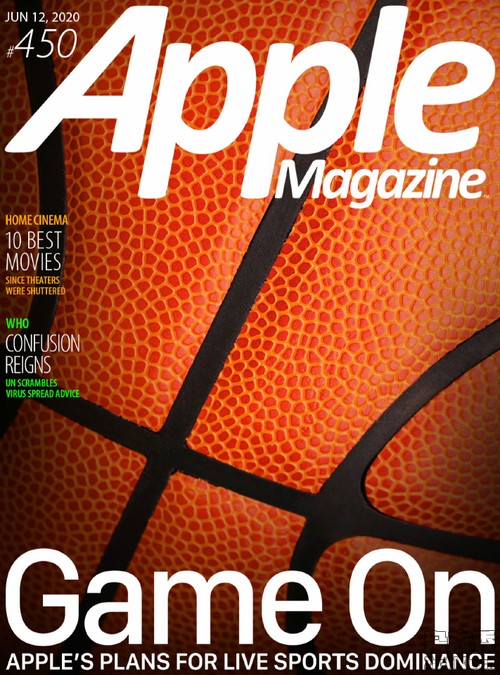 JUN 12, 2020
#450
Apple
Magazine
HOME CINEMA
10 BEST
MOVIES
SINCE THEATERS
WERE SHUTTERED
WHO
CONFUSION
REIGNS
UN SCRAMBLES
VIRUS SPREAD ADVICE
Game On
APPLE'S PLANS FOR LIVE SPORTS DOMINANCE